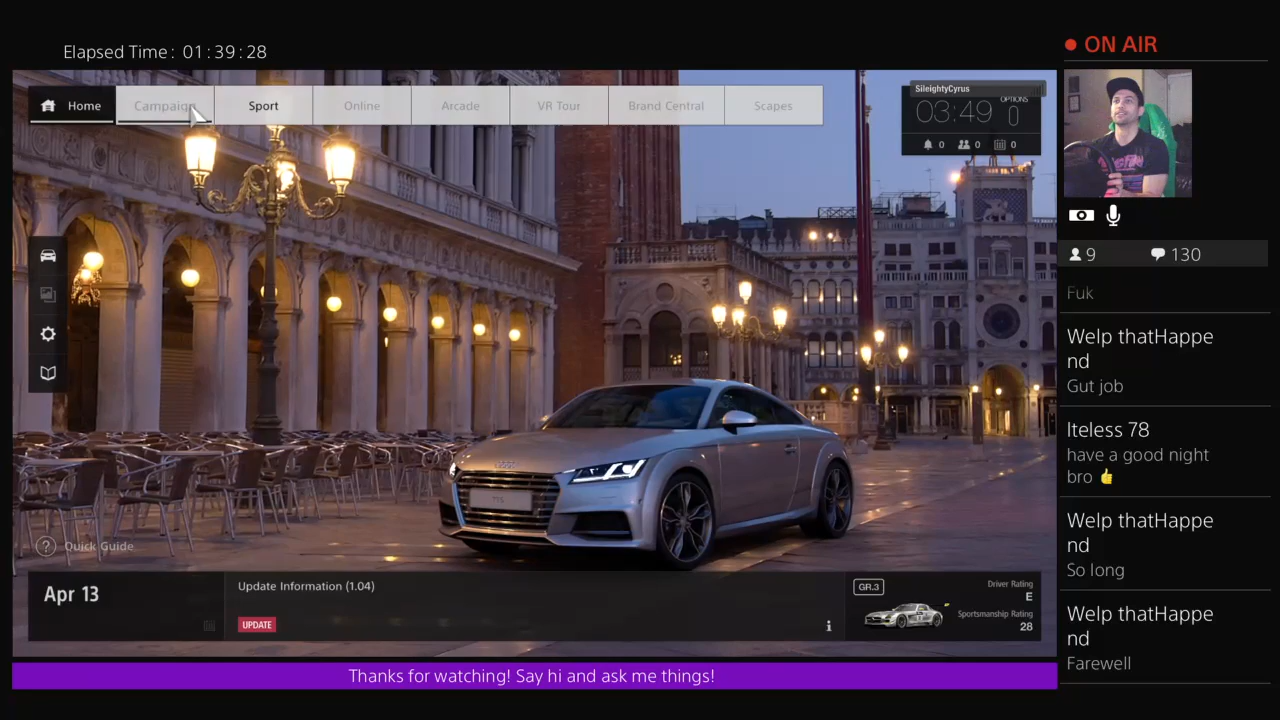 Elapsed Time: 01:39:28
ON AIR
Home Campaign Sport Online Arcade VR Tour Brand Central Scapes
SileightyCyrus
03:49 OPTIONS
0 0 0
9 130
Fuk
Welp thatHappe
nd
Gut job
Iteless 78
have a good night
bro 👍
Welp thatHappe
nd
So long
Welp thatHappe
nd
Farewell
? Quick Guide
Apr 13
Update Information (1.04)
UPDATE
i
GR.3
Driver Rating
E
Sportsmanship Rating
28
Thanks for watching! Say hi and ask me things!